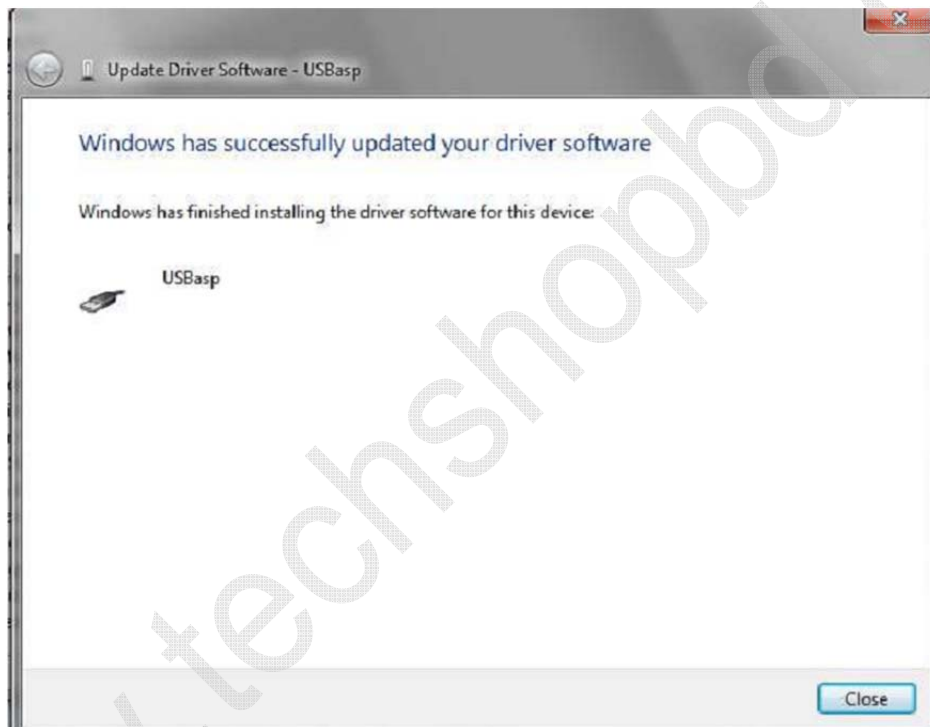 Update Driver Software - USBasp
Windows has successfully updated your driver software
Windows has finished installing the driver software for this device:
USBasp
Close
techshopbd